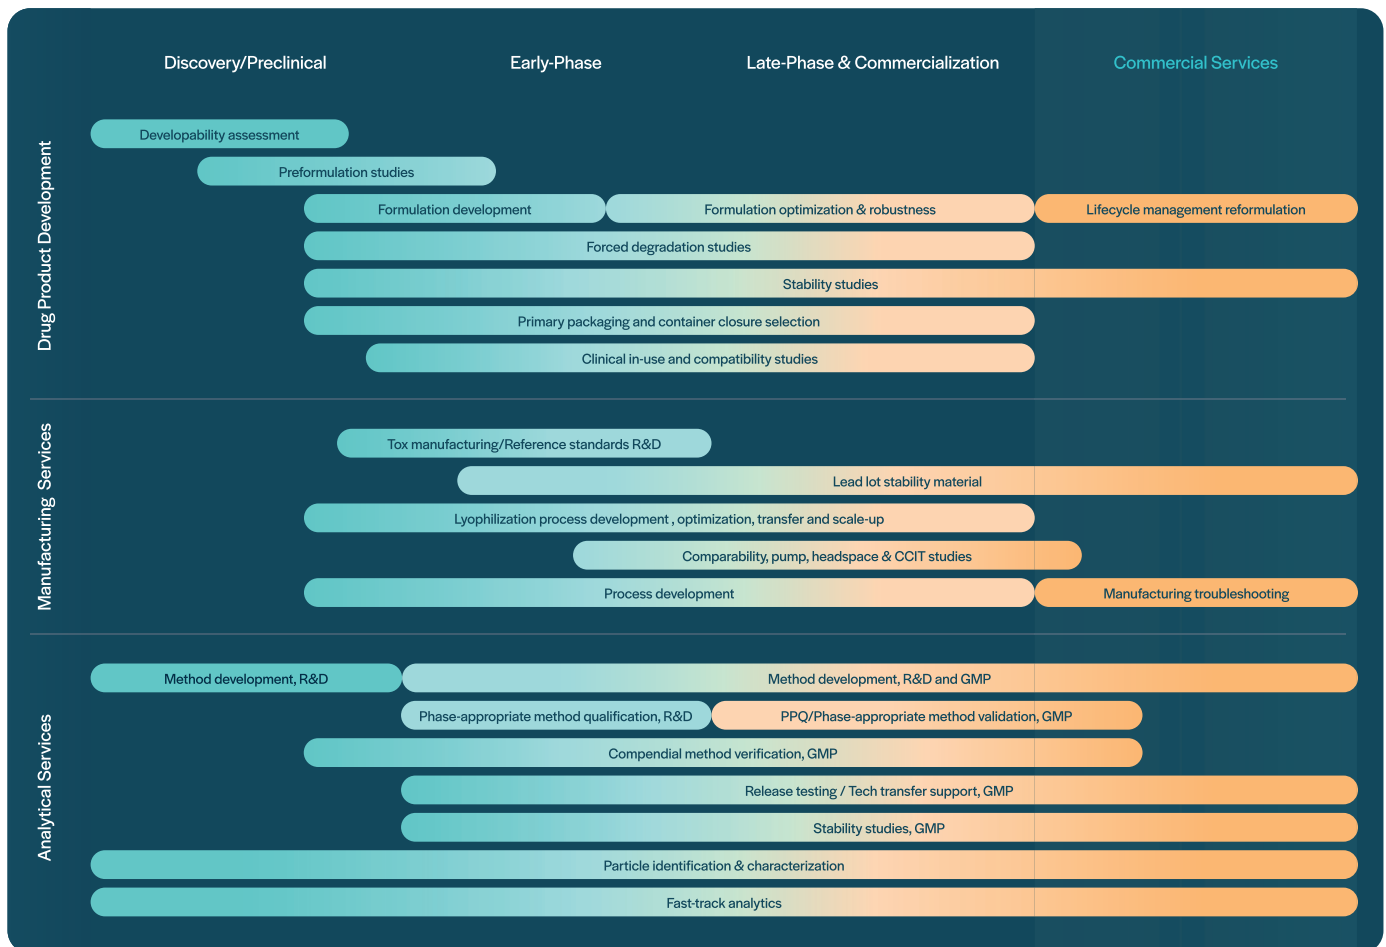 Discovery/Preclinical
Early-Phase
Late-Phase & Commercialization
Commercial Services
Drug Product Development
Developability assessment
Preformulation studies
Formulation development
Formulation optimization & robustness
Lifecycle management reformulation
Forced degradation studies
Stability studies
Primary packaging and container closure selection
Clinical in-use and compatibility studies
Manufacturing Services
Tox manufacturing/Reference standards R&D
Lead lot stability material
Lyophilization process development , optimization, transfer and scale-up
Comparability, pump, headspace & CCIT studies
Process development
Manufacturing troubleshooting
Analytical Services
Method development, R&D
Method development, R&D and GMP
Phase-appropriate method qualification, R&D
PPQ/Phase-appropriate method validation, GMP
Compendial method verification, GMP
Release testing / Tech transfer support, GMP
Stability studies, GMP
Particle identification & characterization
Fast-track analytics